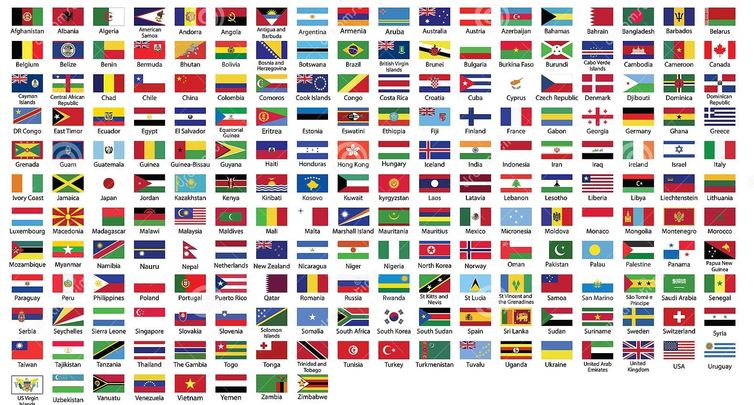 Afghanistan Albania Algeria American Samoa Andorra Angola Antigua and Barbuda Argentina Armenia Aruba Australia Austria Azerbaijan Bahamas Bahrain Bangladesh Barbados Belarus
Belgium Belize Benin Bermuda Bhutan Bolivia Bosnia and Herzegovina Botswana Brazil British Virgin Islands Brunei Bulgaria Burkina Faso Burundi Cabo Verde Islands Cambodia Cameroon Canada
Cayman Islands Central African Republic Chad Chile China Colombia Comoros Cook Islands Congo Costa Rica Croatia Cuba Cyprus Czech Republic Denmark Djibouti Dominica Dominican Republic
DR Congo East Timor Ecuador Egypt El Salvador Equatorial Guinea Eritrea Estonia Eswatini Ethiopia Fiji Finland France Gabon Georgia Germany Ghana Greece
Grenada Guam Guatemala Guinea Guinea-Bissau Guyana Haiti Honduras Hong Kong Hungary Iceland India Indonesia Iran Iraq Ireland Israel Italy
Ivory Coast Jamaica Japan Jordan Kazakhstan Kenya Kiribati Kosovo Kuwait kyrgyzstan Laos Latavia Lebanon Lesotho Liberia Libya Liechtenstein Lithuania
Luxembourg Macedonia Madagascar Malawi Malaysia Maldives Mali Malta Marshall Island Mauritania Mauritius Mexico Micronesia Moldova Monaco Mongolia Montenegro Morocco
Mozambique Myanmar Namibia Nauru Nepal Netherlands New Zealand Nicaragua Niger Nigeria North Korea Norway Oman Pakistan Palau Palestine Panama Papua New Guinea
Paraguay Peru Philippines Poland Portugal Puerto Rico Qatar Romania Russia Rwanda St Kitts and Nevis St Lucia St Vincent and the Grenadines Samoa San Marino São Tomé e Príncipe Saudi Arabia Senegal
Serbia Seychelles Sierra Leone Singapore Slovakia Slovenia Solomon Islands Somalia South Africa South Korea South Sudan Spain Sri Lanka Sudan Suriname Sweden Switzerland Syria
Taiwan Tajikistan Tanzania Thailand The Gambia Togo Tonga Trinidad and Tobago Tunisia Turkey Turkmenistan Tuvalu Uganda Ukraine United Arab Emirates United Kingdom USA Uruguay
US Virgin Islands Uzbekistan Vanuatu Venezuela Vietnam Yemen Zambia Zimbabwe